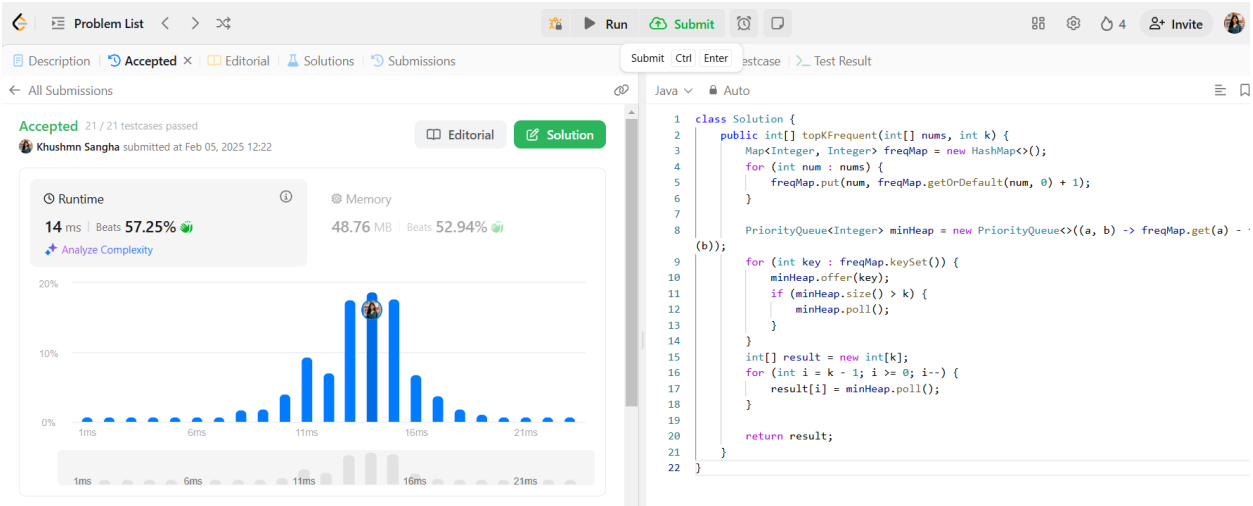 Problem List
Run
Submit
4
Invite
Description
Accepted
Editorial
Solutions
Submissions
Submit Ctrl Enter
estcase
Test Result
All Submissions
Java
Auto
Accepted 21 / 21 testcases passed
Khushmn Sangha submitted at Feb 05, 2025 12:22
Editorial
Solution
Runtime
14 ms Beats 57.25%
Analyze Complexity
Memory
48.76 MB Beats 52.94%
20%
10%
0%
1ms 6ms 11ms 16ms 21ms
1ms 6ms 11ms 16ms 21ms
1 class Solution {
2 public int[] topKFrequent(int[] nums, int k) {
3 Map<Integer, Integer> freqMap = new HashMap<>();
4 for (int num : nums) {
5 freqMap.put(num, freqMap.getOrDefault(num, 0) + 1);
6 }
7
8 PriorityQueue<Integer> minHeap = new PriorityQueue<>((a, b) -> freqMap.get(a) -
(b));
9 for (int key : freqMap.keySet()) {
10 minHeap.offer(key);
11 if (minHeap.size() > k) {
12 minHeap.poll();
13 }
14 }
15 int[] result = new int[k];
16 for (int i = k - 1; i >= 0; i--) {
17 result[i] = minHeap.poll();
18 }
19
20 return result;
21 }
22 }